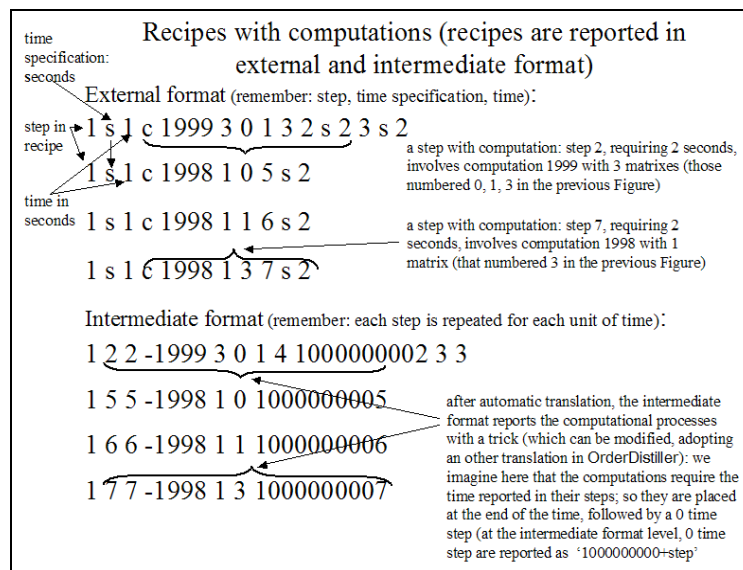 Recipes with computations (recipes are reported in
external and intermediate format)
time
specification:
seconds
External format (remember: step, time specification, time):
step in
recipe
time in
seconds
1 s 1 c 1999 3 0 1 3 2 s 2 3 s 2
1 s 1 c 1998 1 0 5 s 2
1 s 1 c 1998 1 1 6 s 2
1 s 1 c 1998 1 3 7 s 2
a step with computation: step 2, requiring 2 seconds,
involves computation 1999 with 3 matrixes (those
numbered 0, 1, 3 in the previous Figure)
a step with computation: step 7, requiring 2
seconds, involves computation 1998 with 1
matrix (that numbered 3 in the previous Figure)
Intermediate format (remember: each step is repeated for each unit of time):
1 2 2 -1999 3 0 1 4 1000000002 3 3
1 5 5 -1998 1 0 1000000005
1 6 6 -1998 1 1 1000000006
1 7 7 -1998 1 3 1000000007
after automatic translation, the intermediate
format reports the computational processes
with a trick (which can be modified, adopting
an other translation in OrderDistiller): we
imagine here that the computations require the
time reported in their steps; so they are placed
at the end of the time, followed by a 0 time
step (at the intermediate format level, 0 time
step are reported as ‘1000000000+step’